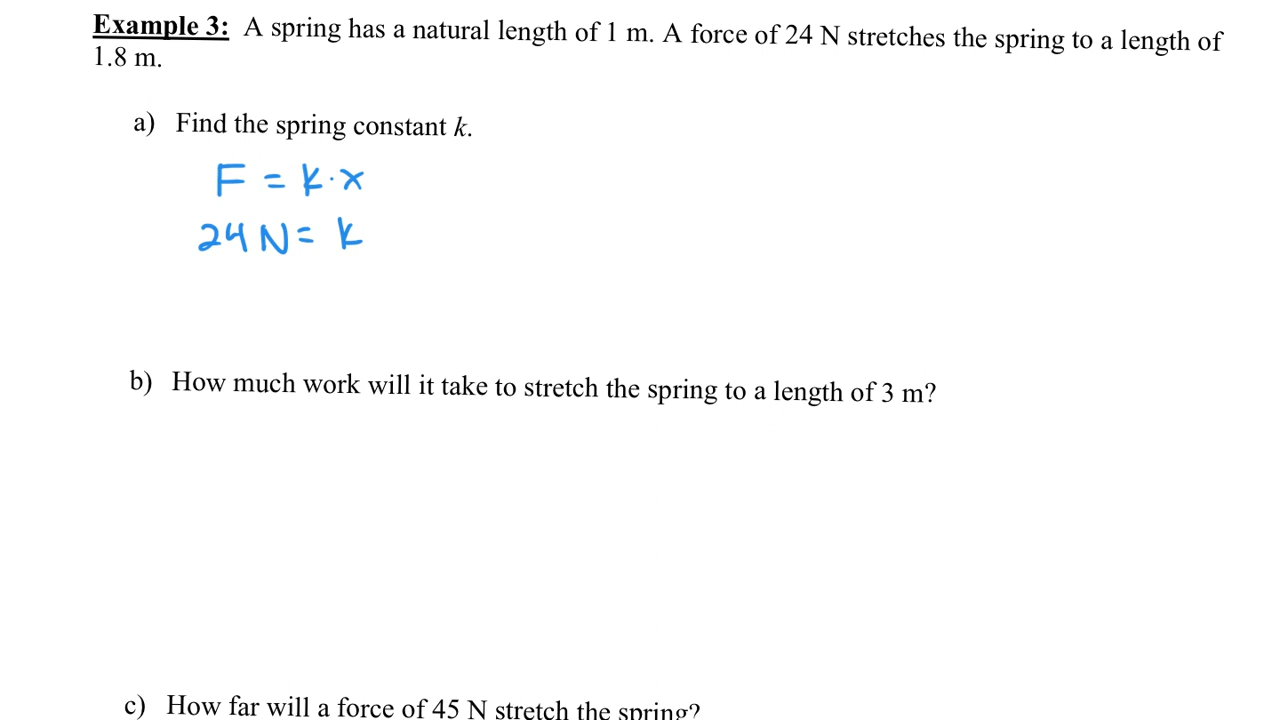 Example 3: A spring has a natural length of 1 m. A force of 24 N stretches the spring to a length of
1.8 m.
a) Find the spring constant k.
F = k·x
24 N = k
b) How much work will it take to stretch the spring to a length of 3 m?
c) How far will a force of 45 N stretch the spring?